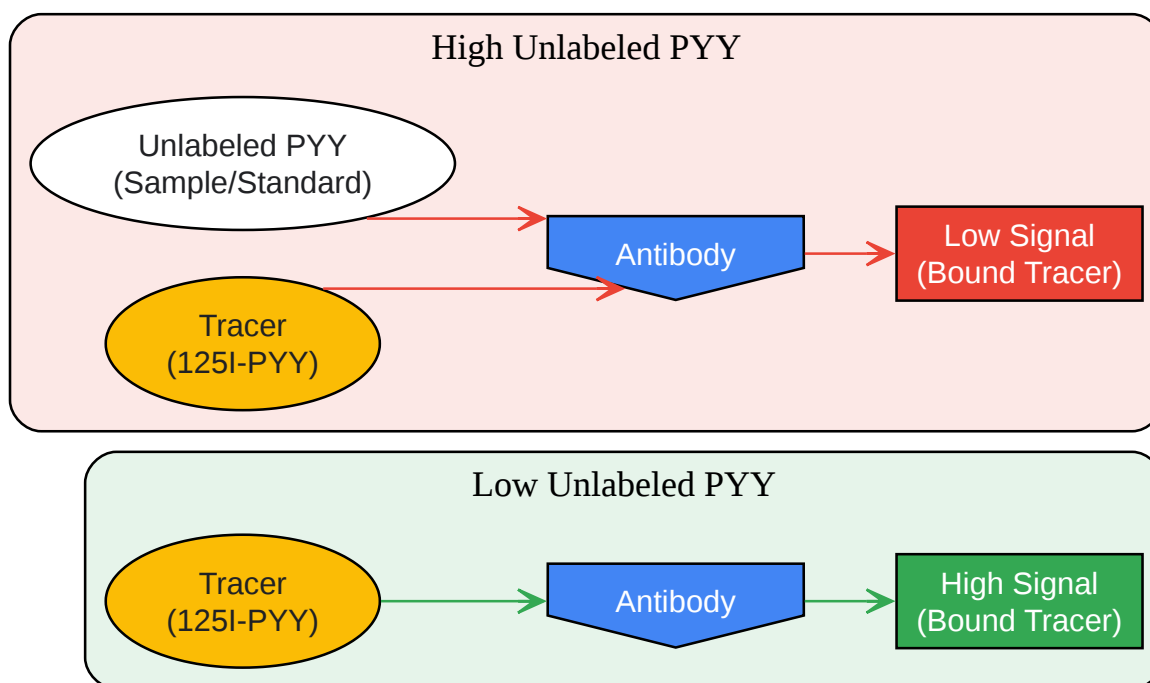 High Unlabeled PYY
Unlabeled PYY
(Sample/Standard)
Antibody
Low Signal
(Bound Tracer)
Tracer
(125I-PYY)
Low Unlabeled PYY
Tracer
(125I-PYY)
Antibody
High Signal
(Bound Tracer)